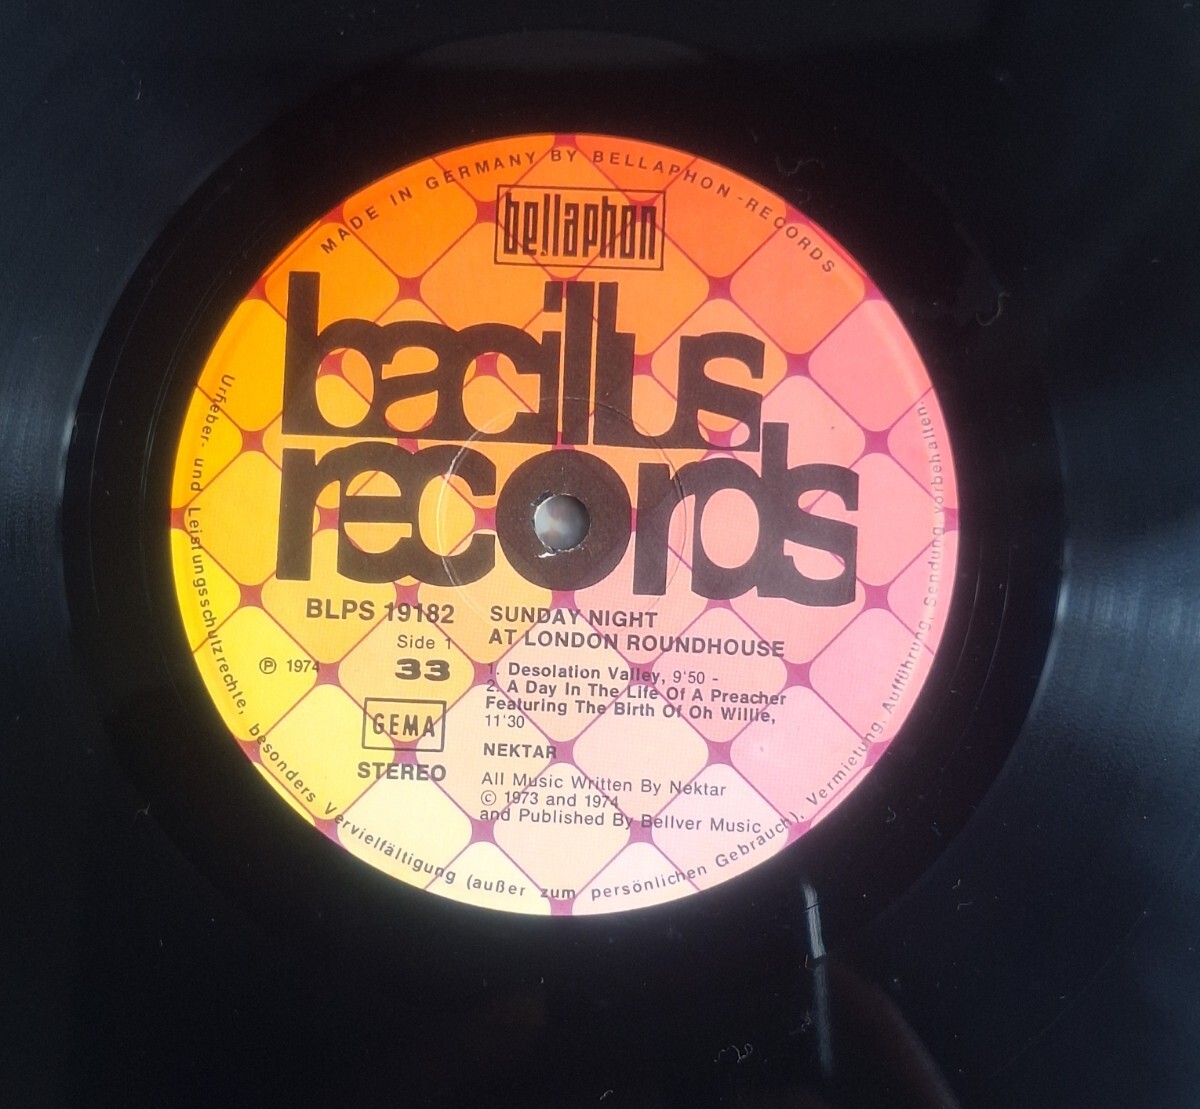 MADE IN GERMANY BY BELLAPHON-RECORDS
bellaphon
bacillus
records
BLPS 19182
Side 1
33
℗ 1974
GEMA
STEREO
SUNDAY NIGHT
AT LONDON ROUNDHOUSE
1. Desolation Valley, 9'50 -
2. A Day In The Life Of A Preacher
Featuring The Birth Of Oh Willie,
11'30
NEKTAR
All Music Written By Nektar
© 1973 and 1974
and Published By Bellver Music
Urheber- und Leistungsschutzrechte, besonders Vervielfältigung (außer zum persönlichen Gebrauch), Vermietung, Aufführung, Sendung vorbehalten.